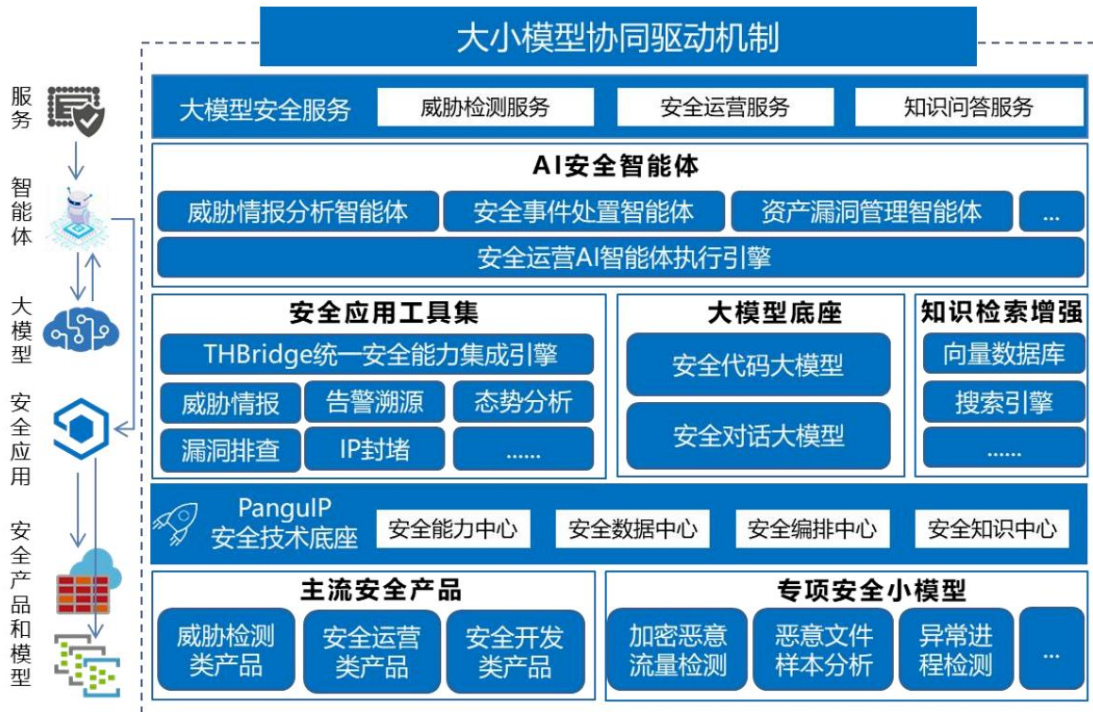 大小模型协同驱动机制
服务
大模型安全服务
威胁检测服务
安全运营服务
知识问答服务
智能体
AI安全智能体
威胁情报分析智能体
安全事件处置智能体
资产漏洞管理智能体
...
安全运营AI智能体执行引擎
大模型
安全应用工具集
THBridge统一安全能力集成引擎
威胁情报
告警溯源
态势分析
漏洞排查
IP封堵
......
大模型底座
安全代码大模型
安全对话大模型
知识检索增强
向量数据库
搜索引擎
......
安全应用
PanguIP
安全技术底座
安全能力中心
安全数据中心
安全编排中心
安全知识中心
安全产品和模型
主流安全产品
威胁检测
类产品
安全运营
类产品
安全开发
类产品
专项安全小模型
加密恶意
流量检测
恶意文件
样本分析
异常进
程检测
...